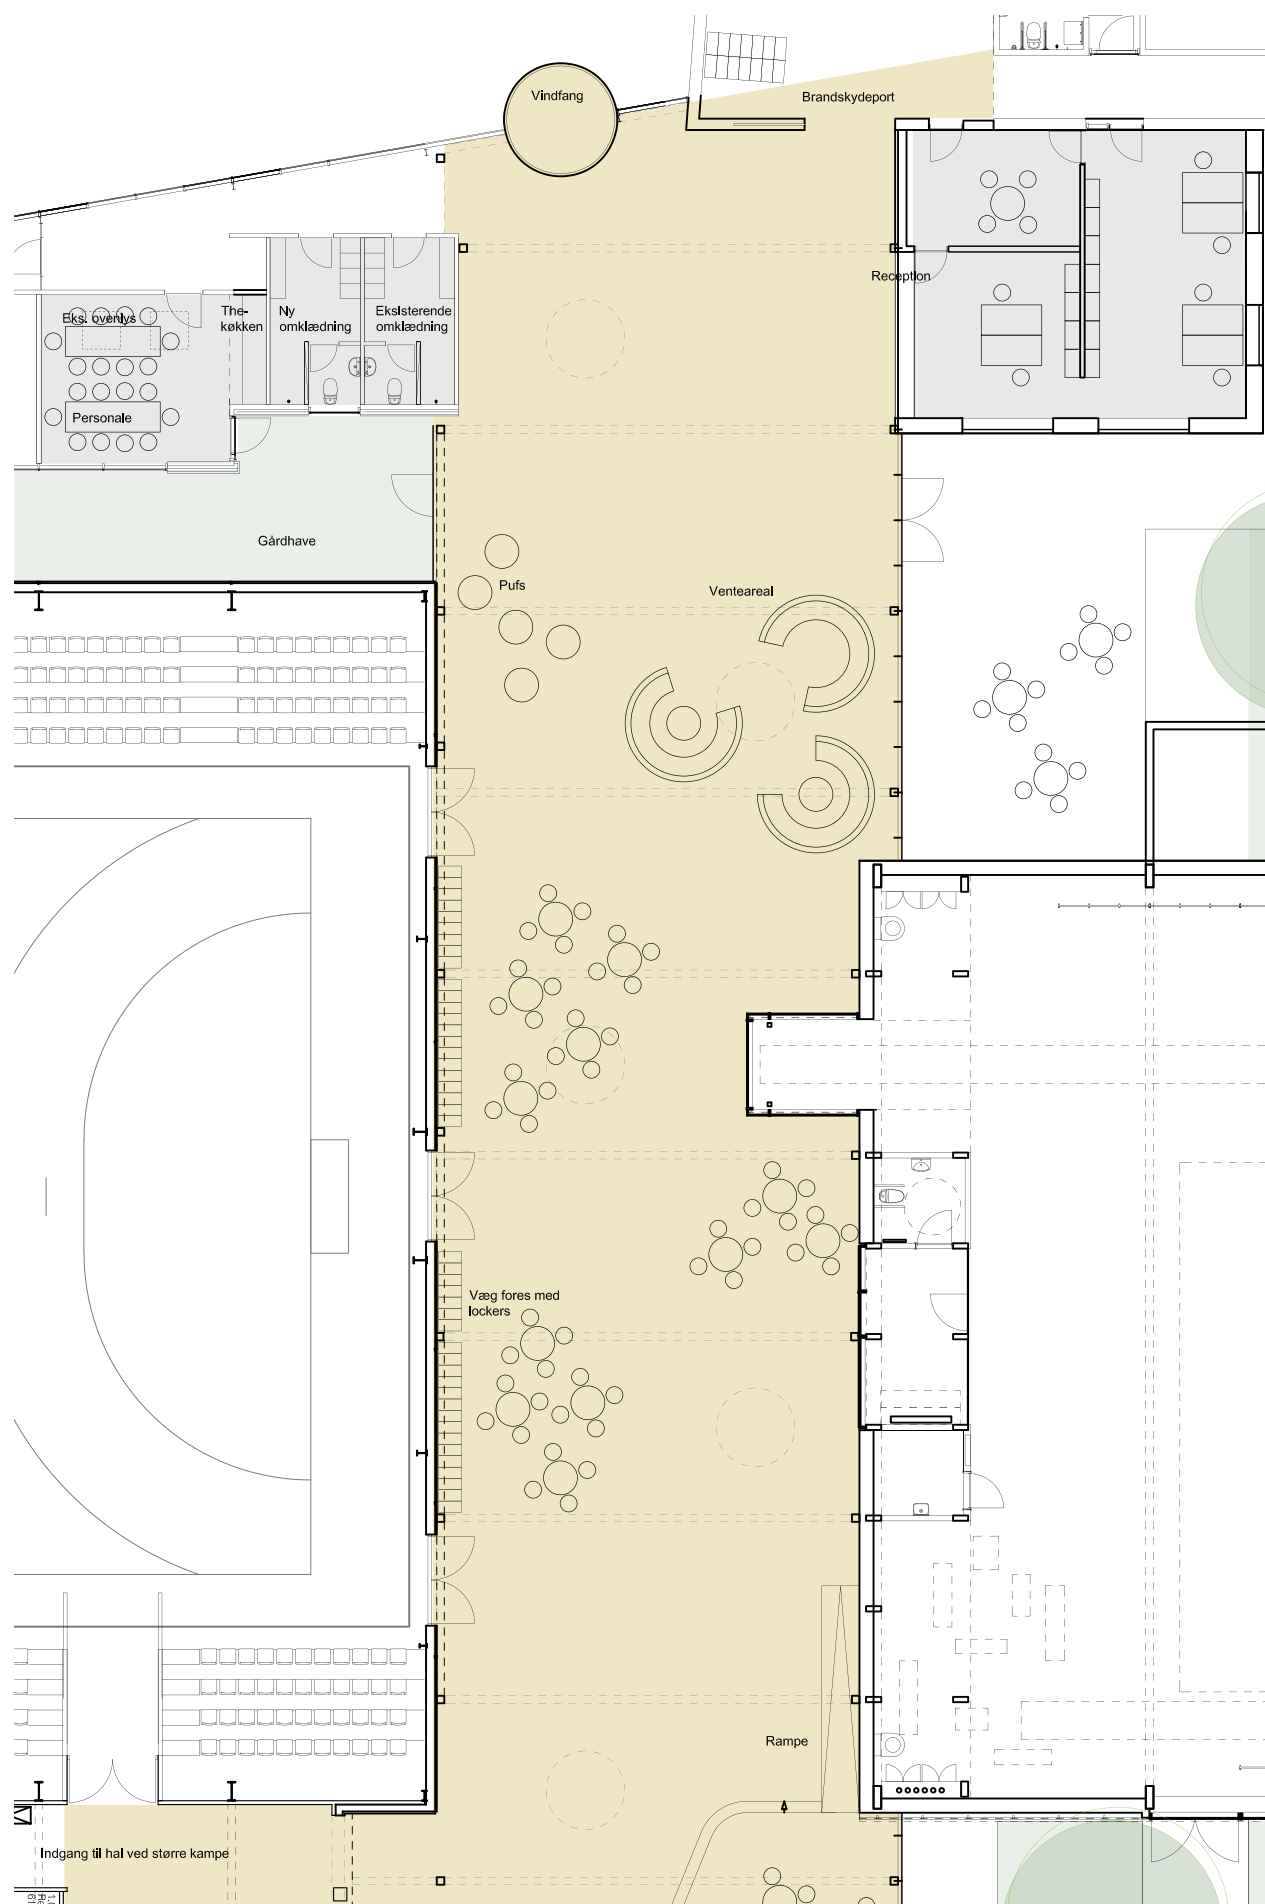 Vindfang
Brandskydeport
Reception
Eks. ovenlys
The-
køkken
Ny
omklædning
Eksisterende
omklædning
Personale
Gårdhave
Pufs
Venteareal
Væg fores med
lockers
Rampe
Indgang til hal ved større kampe